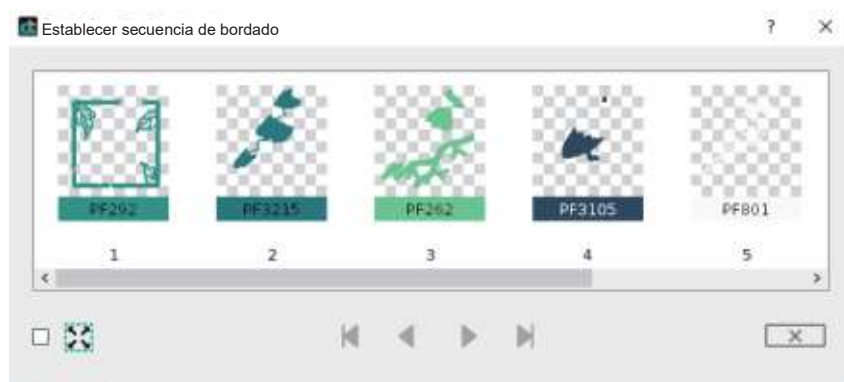 Establecer secuencia de bordado
?
PF292 PF3215 PF262 PF3105 PF801
1 2 3 4 5